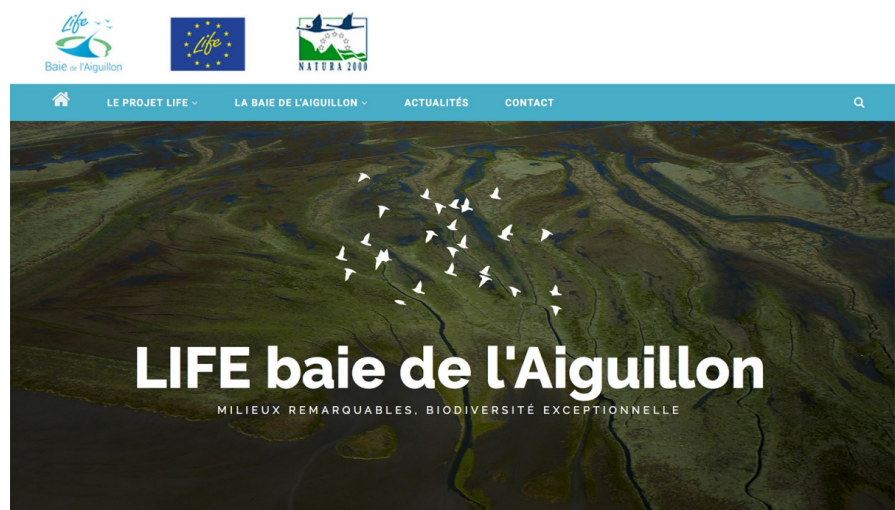 Life
Baie de l'Aiguillon
Life
NATURA 2000
LE PROJET LIFE
LA BAIE DE L'AIGUILLON
ACTUALITÉS
CONTACT
LIFE baie de l'Aiguillon
MILIEUX REMARQUABLES, BIODIVERSITÉ EXCEPTIONNELLE